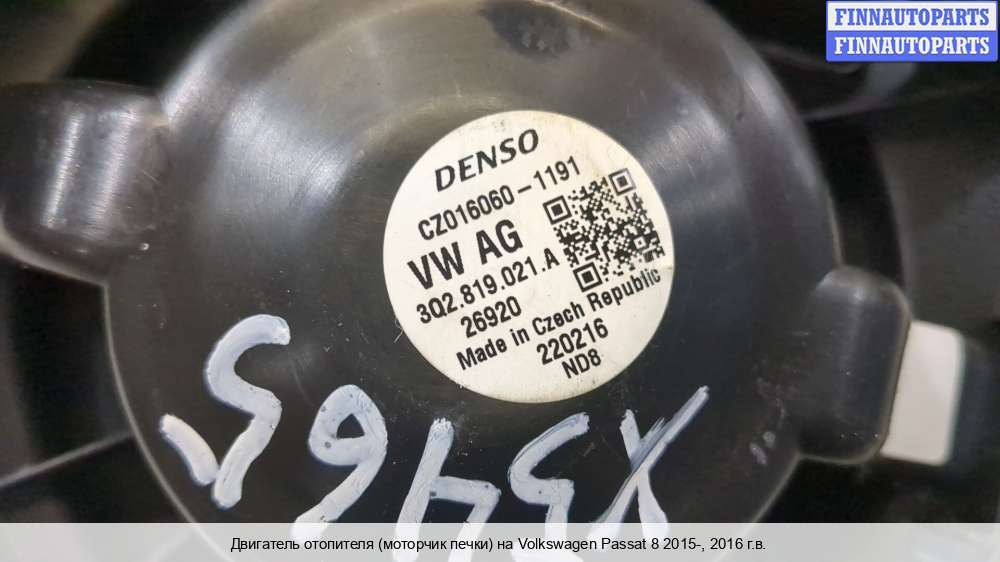 FINNAUTOPARTS
FINNAUTOPARTS
DENSO
CZ016060-1191
VW AG
3Q2.819.021.A
26920
Made in Czech Republic
220216
ND8
X3465
Двигатель отопителя (моторчик печки) на Volkswagen Passat 8 2015-, 2016 г.в.